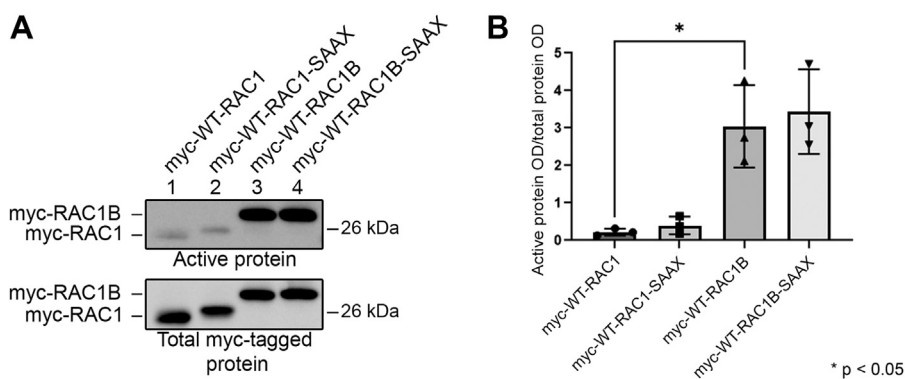 A
myc-WT-RAC1
myc-WT-RAC1-SAAX
myc-WT-RAC1B
myc-WT-RAC1B-SAAX
1 2 3 4
myc-RAC1B –
myc-RAC1 –
– 26 kDa
Active protein
myc-RAC1B –
myc-RAC1 –
– 26 kDa
Total myc-tagged
protein
B
Active protein OD/total protein OD
5
4
3
2
1
0
*
myc-WT-RAC1
myc-WT-RAC1-SAAX
myc-WT-RAC1B
myc-WT-RAC1B-SAAX
* p < 0.05